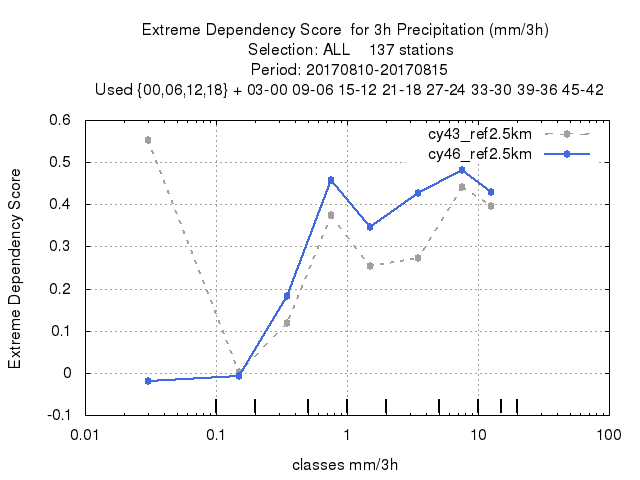 Extreme Dependency Score  for 3h Precipitation (mm/3h)
Selection: ALL    137 stations
Period: 20170810-20170815
Used {00,06,12,18} + 03-00 09-06 15-12 21-18 27-24 33-30 39-36 45-42
cy43_ref2.5km
cy46_ref2.5km
Extreme Dependency Score
0.6
0.5
0.4
0.3
0.2
0.1
0
-0.1
0.01
0.1
1
10
100
classes mm/3h